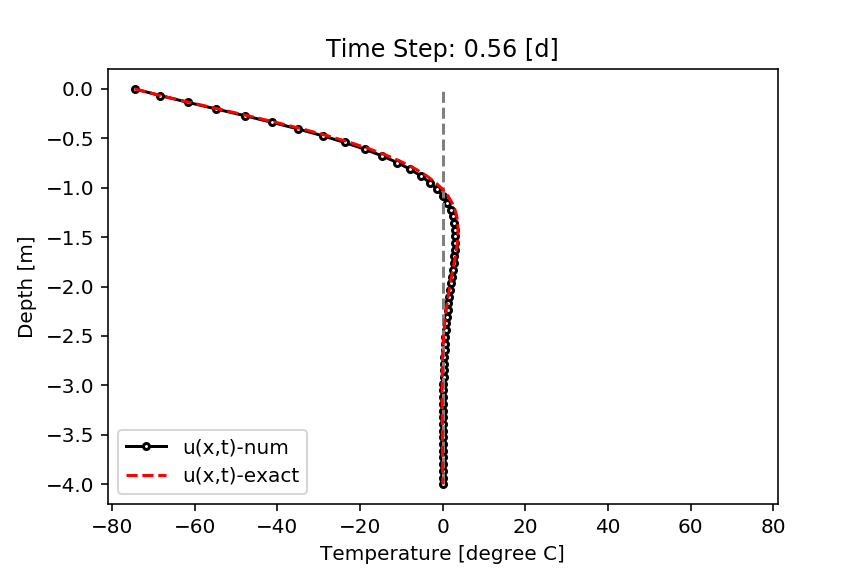 Time Step: 0.56 [d]
0.0
−0.5
−1.0
−1.5
−2.0
−2.5
−3.0
−3.5
−4.0
Depth [m]
u(x,t)-num
u(x,t)-exact
−80 −60 −40 −20 0 20 40 60 80
Temperature [degree C]